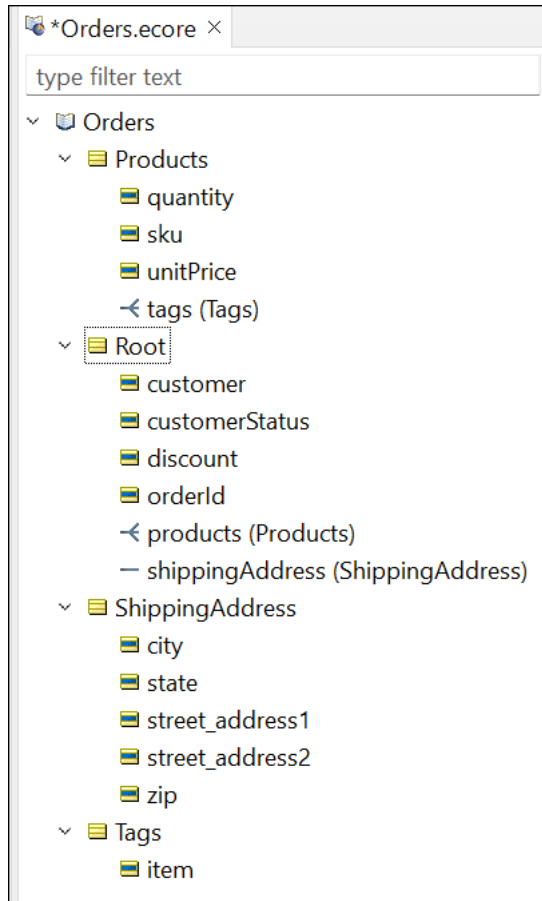 *Orders.ecore
type filter text
Orders
Products
quantity
sku
unitPrice
tags (Tags)
Root
customer
customerStatus
discount
orderId
products (Products)
shippingAddress (ShippingAddress)
ShippingAddress
city
state
street_address1
street_address2
zip
Tags
item